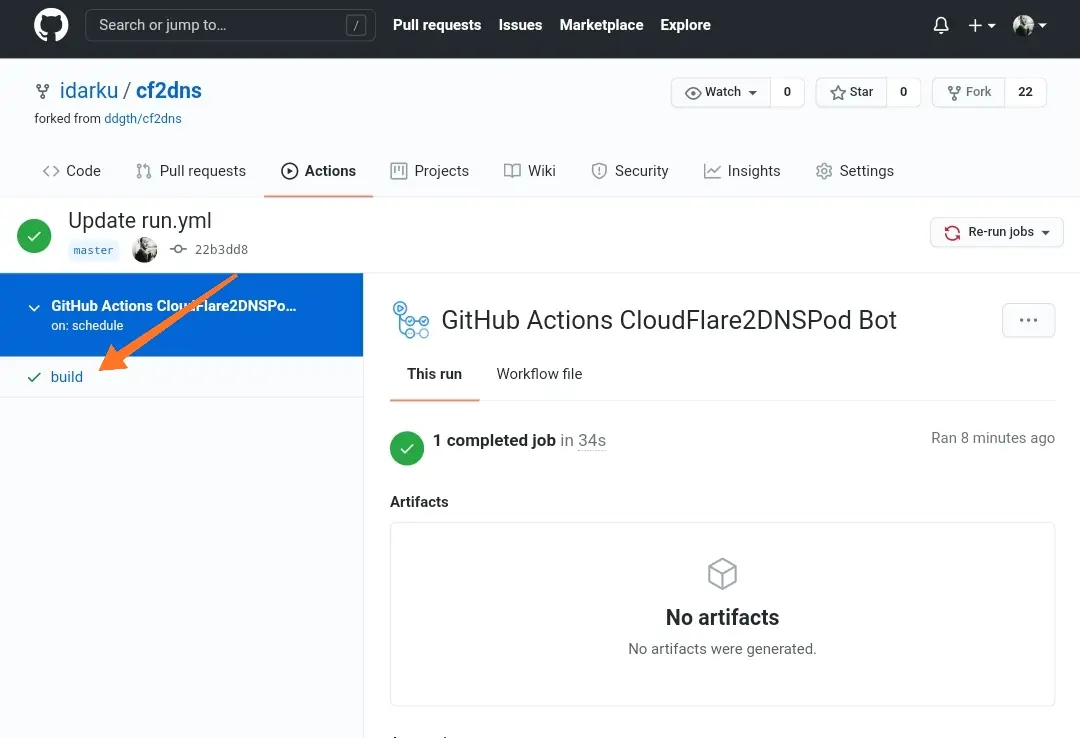 Search or jump to… / Pull requests Issues Marketplace Explore
idarku / cf2dns Watch 0 Star 0 Fork 22
forked from ddgth/cf2dns
Code Pull requests Actions Projects Wiki Security Insights Settings
Update run.yml
master 22b3dd8 Re-run jobs
GitHub Actions CloudFlare2DNSPo…
on: schedule
build
GitHub Actions CloudFlare2DNSPod Bot
This run Workflow file
1 completed job in 34s Ran 8 minutes ago
Artifacts
No artifacts
No artifacts were generated.